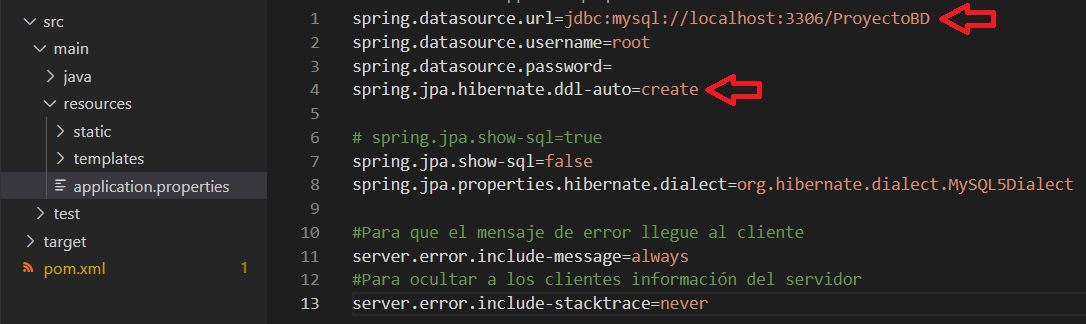 src
main
java
resources
static
templates
application.properties
test
target
pom.xml 1
1 spring.datasource.url=jdbc:mysql://localhost:3306/ProyectoBD
2 spring.datasource.username=root
3 spring.datasource.password=
4 spring.jpa.hibernate.ddl-auto=create
5
6 # spring.jpa.show-sql=true
7 spring.jpa.show-sql=false
8 spring.jpa.properties.hibernate.dialect=org.hibernate.dialect.MySQL5Dialect
9
10 #Para que el mensaje de error llegue al cliente
11 server.error.include-message=always
12 #Para ocultar a los clientes información del servidor
13 server.error.include-stacktrace=never